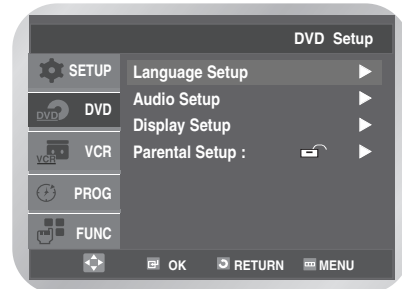 DVD Setup
SETUP
DVD
DVD
VCR
VCR
PROG
FUNC
Language Setup
Audio Setup
Display Setup
Parental Setup :
OK RETURN MENU